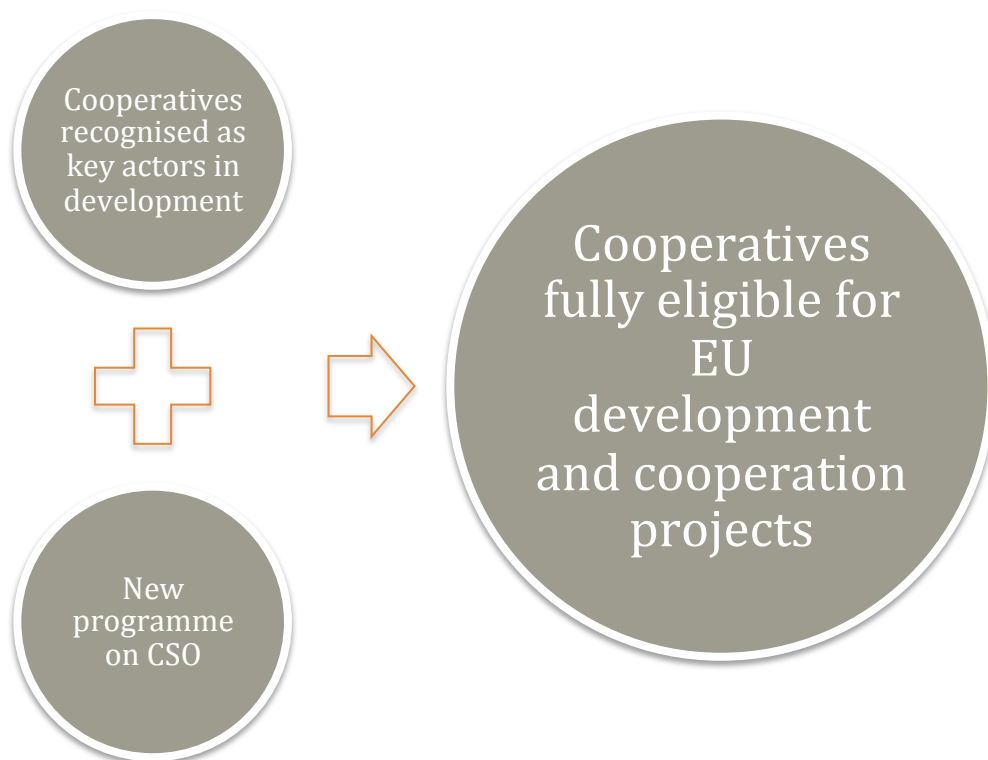 Cooperatives
recognised as
key actors in
development
New
programme
on CSO
Cooperatives
fully eligible for
EU
development
and cooperation
projects